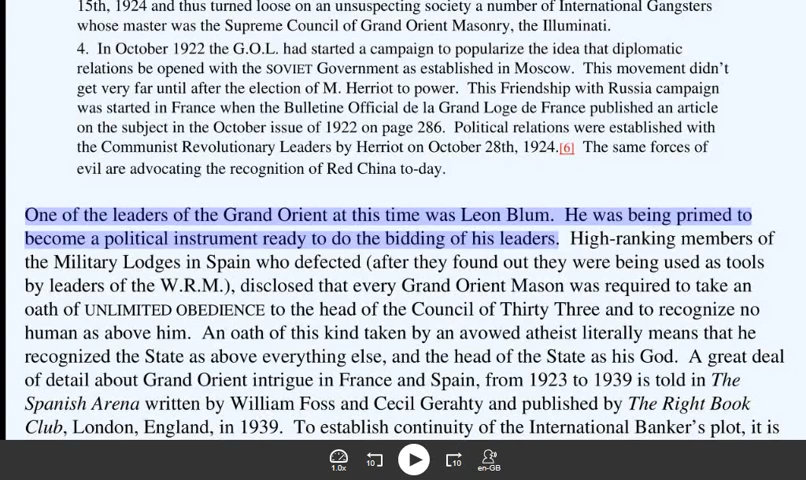 15th, 1924 and thus turned loose on an unsuspecting society a number of International Gangsters
whose master was the Supreme Council of Grand Orient Masonry, the Illuminati.
4.  In October 1922 the G.O.L. had started a campaign to popularize the idea that diplomatic
relations be opened with the SOVIET Government as established in Moscow.  This movement didn't
get very far until after the election of M. Herriot to power.  This Friendship with Russia campaign
was started in France when the Bulletine Official de la Grand Loge de France published an article
on the subject in the October issue of 1922 on page 286.  Political relations were established with
the Communist Revolutionary Leaders by Herriot on October 28th, 1924.[6]  The same forces of
evil are advocating the recognition of Red China to-day.
One of the leaders of the Grand Orient at this time was Leon Blum.  He was being primed to
become a political instrument ready to do the bidding of his leaders.  High-ranking members of
the Military Lodges in Spain who defected (after they found out they were being used as tools
by leaders of the W.R.M.), disclosed that every Grand Orient Mason was required to take an
oath of UNLIMITED OBEDIENCE to the head of the Council of Thirty Three and to recognize no
human as above him.  An oath of this kind taken by an avowed atheist literally means that he
recognized the State as above everything else, and the head of the State as his God.  A great deal
of detail about Grand Orient intrigue in France and Spain, from 1923 to 1939 is told in The
Spanish Arena written by William Foss and Cecil Gerahty and published by The Right Book
Club, London, England, in 1939.  To establish continuity of the International Banker's plot, it is
1.0x
10
10
en-GB